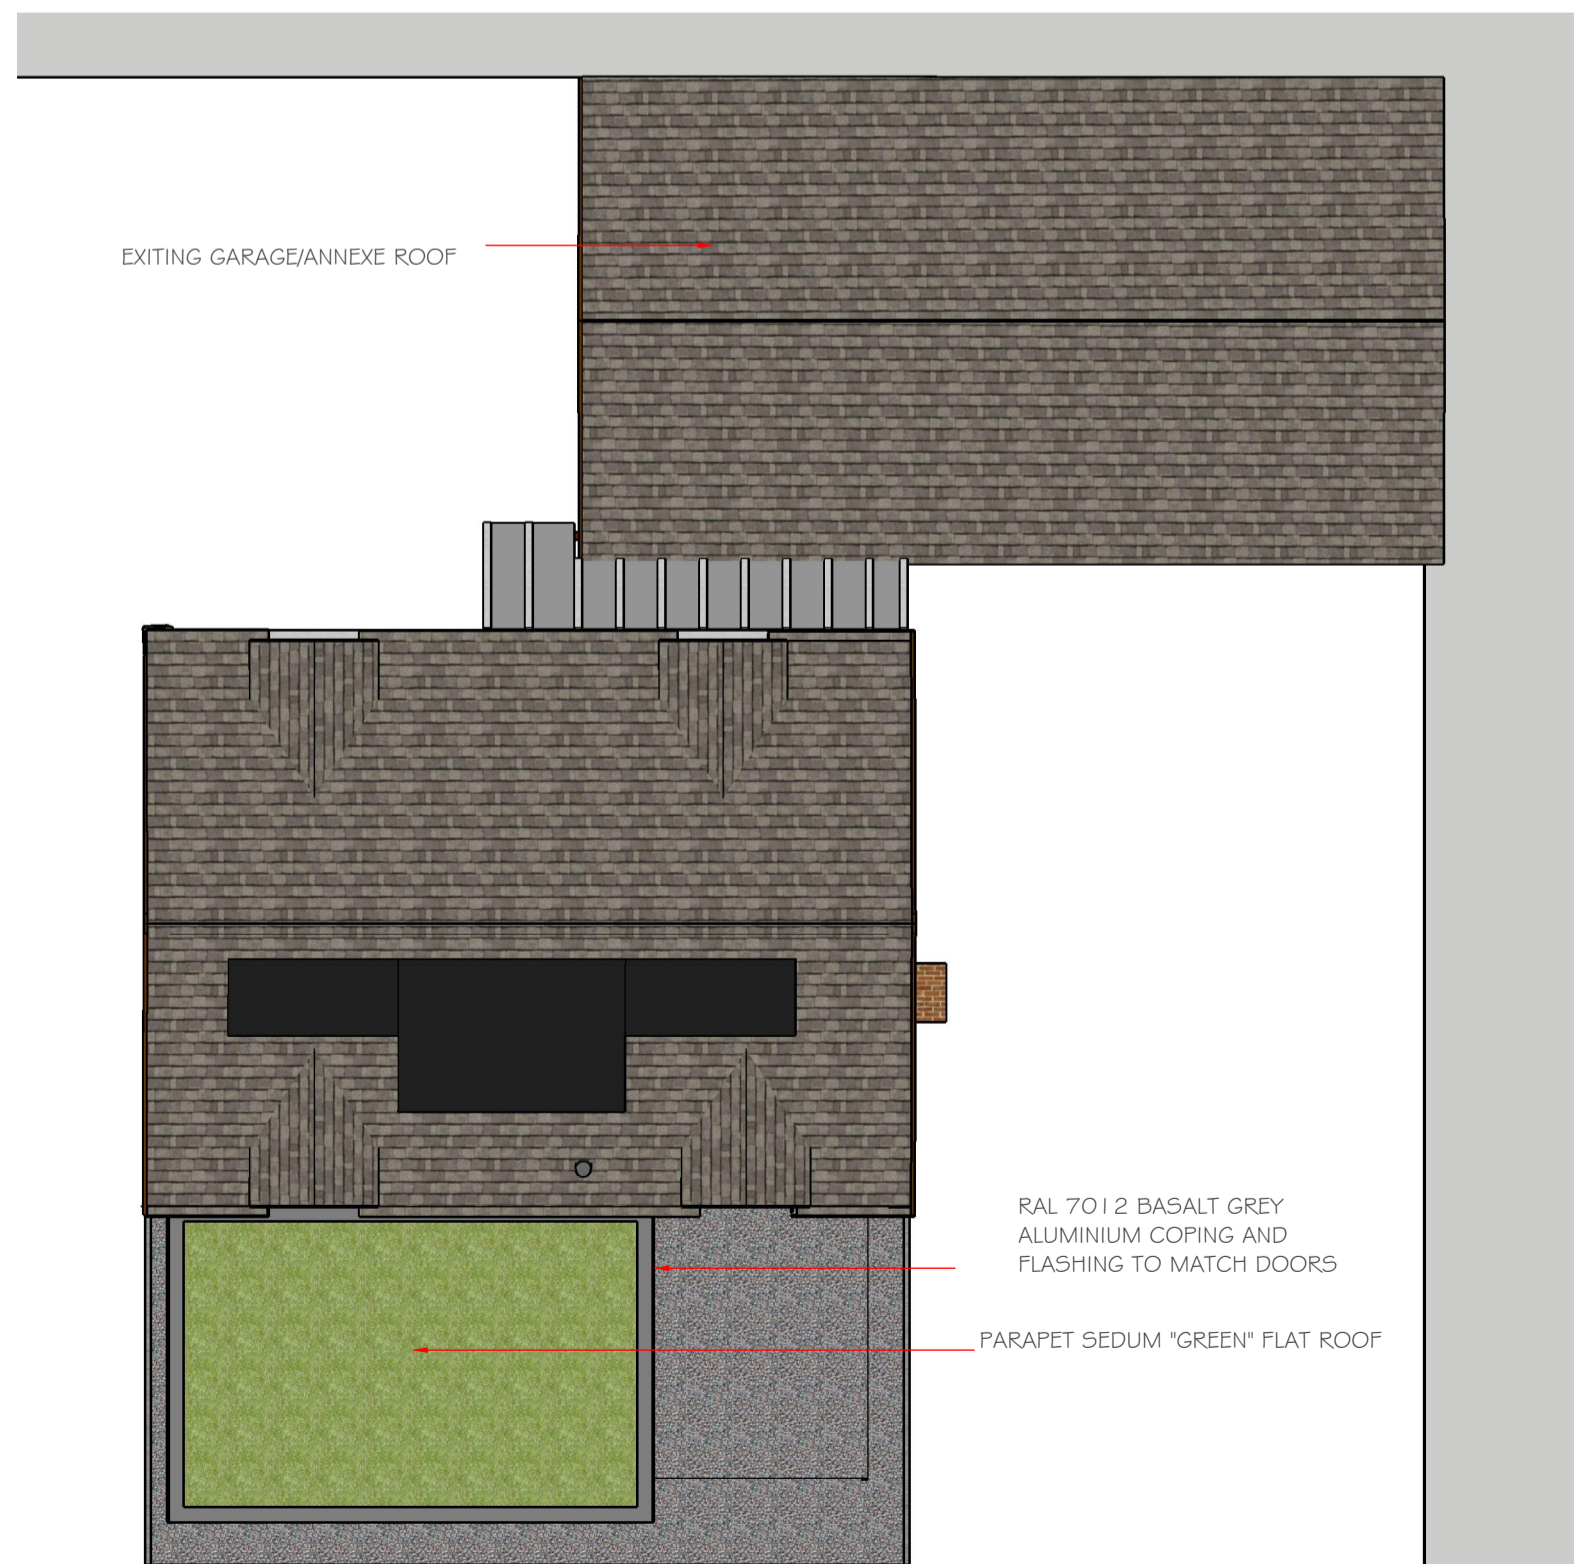 EXITING GARAGE/ANNEXE ROOF
RAL 7012 BASALT GREY
ALUMINIUM COPING AND
FLASHING TO MATCH DOORS
PARAPET SEDUM "GREEN" FLAT ROOF